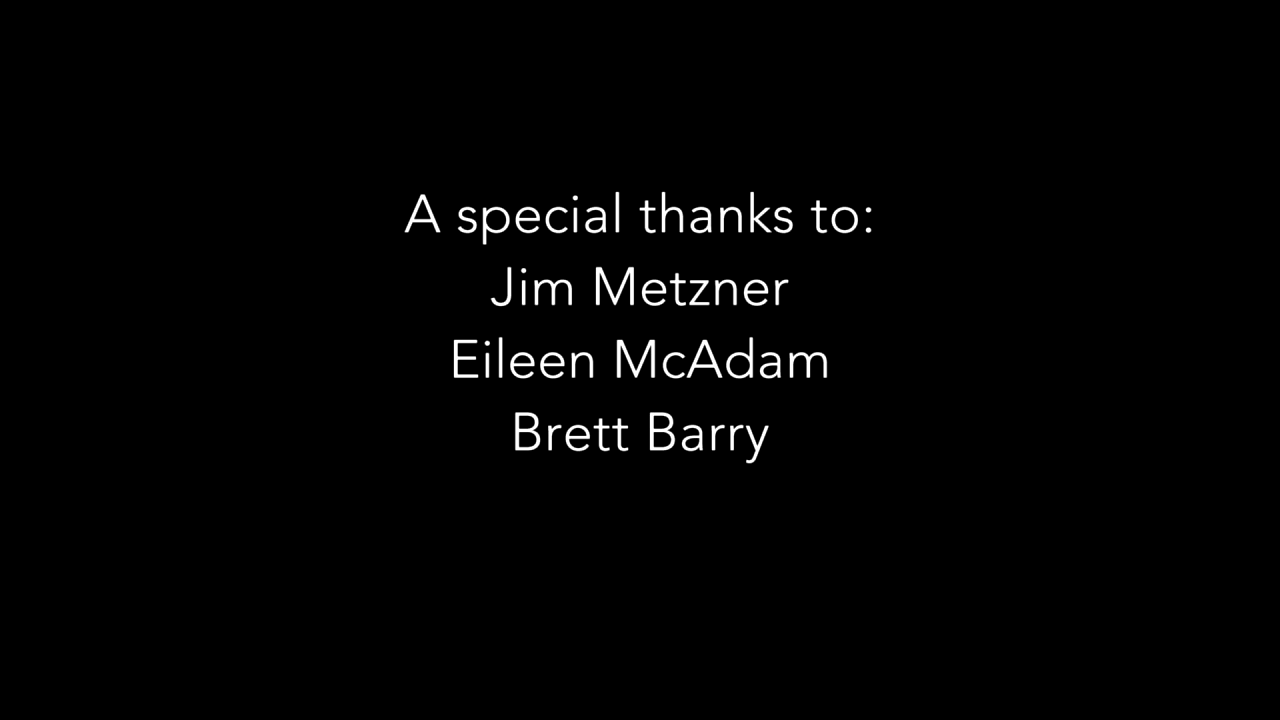 A special thanks to:
Jim Metzner
Eileen McAdam
Brett Barry